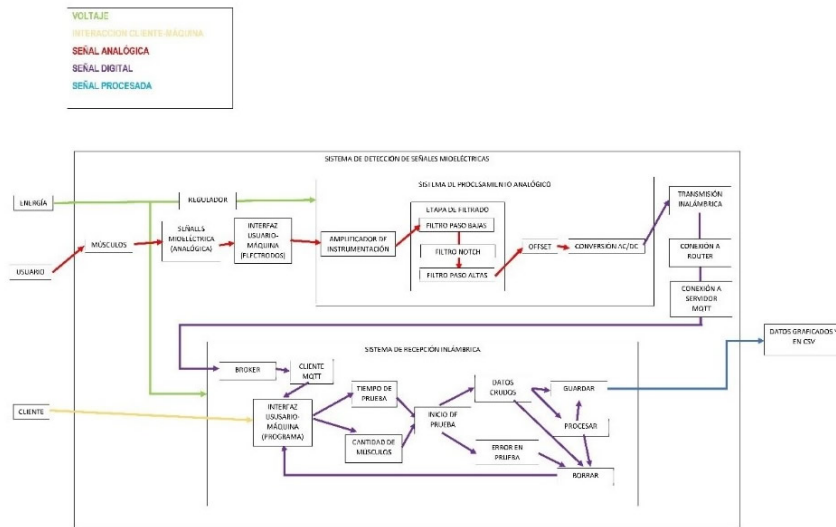 VOLTAJE
INTERACCIÓN CLIENTE-MÁQUINA
SEÑAL ANALÓGICA
SEÑAL DIGITAL
SEÑAL PROCESADA
SISTEMA DE DETECCIÓN DE SEÑALES MIOELÉCTRICAS
ENERGÍA
REGULADOR
SISTEMA DE PROCESAMIENTO ANALÓGICO
TRANSMISIÓN
INALÁMBRICA
USUARIO
MÚSCULOS
SEÑALES
MIOELÉCTRICA
(ANALÓGICA)
INTERFAZ
USUARIO-
MÁQUINA
(ELECTRODOS)
AMPLIFICADOR DE
INSTRUMENTACIÓN
ETAPA DE FILTRADO
FILTRO PASO BAJAS
FILTRO NOTCH
FILTRO PASO ALTAS
OFFSET
CONVERSIÓN AC/DC
CONEXIÓN A
ROUTER
CONEXIÓN A
SERVIDOR
MQTT
DATOS GRAFICADOS Y
EN CSV
SISTEMA DE RECEPCIÓN INLÁMBRICA
BROKER
CLIENTE
MQTT
CLIENTE
INTERFAZ
USUSARIO-
MÁQUINA
(PROGRAMA)
TIEMPO DE
PRUEBA
CANTIDAD DE
MÚSCULOS
INICIO DE
PRUEBA
DATOS
CRUDOS
ERROR EN
PRUEBA
GUARDAR
PROCESAR
BORRAR